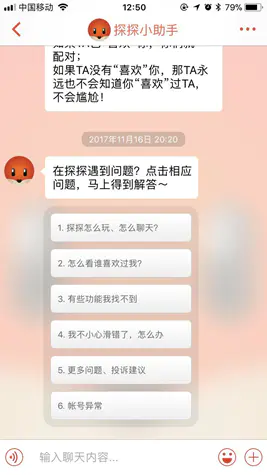 中国移动
12:50
79%
探探小助手
配对；
如果TA没有“喜欢”你，那TA永
远也不会知道你“喜欢”过TA，
不会尴尬！
2017年11月16日 20:20
在探探遇到问题？点击相应
问题，马上得到解答～
1. 探探怎么玩、怎么聊天？
2. 怎么看谁喜欢过我？
3. 有些功能我找不到
4. 我不小心滑错了，怎么办
5. 更多问题、投诉建议
6. 帐号异常
输入聊天内容...